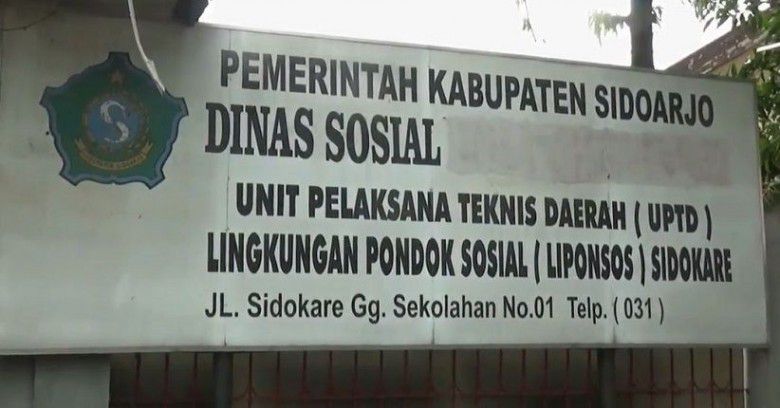 PEMERINTAH KABUPATEN SIDOARJO
DINAS SOSIAL
UNIT PELAKSANA TEKNIS DAERAH ( UPTD )
LINGKUNGAN PONDOK SOSIAL ( LIPONSOS ) SIDOKARE
JL. Sidokare Gg. Sekolahan No.01 Telp. ( 031 )